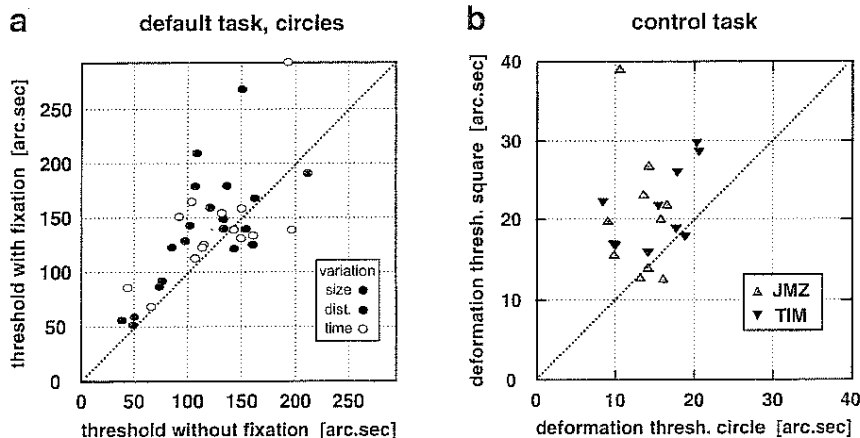 a
default task, circles
threshold with fixation [arc.sec]
250
200
150
100
50
0
0 50 100 150 200 250
threshold without fixation [arc.sec]
variation
size
dist.
time
b
control task
deformation thresh. square [arc.sec]
40
30
20
10
0
0 10 20 30 40
deformation thresh. circle [arc.sec]
JMZ
TIM